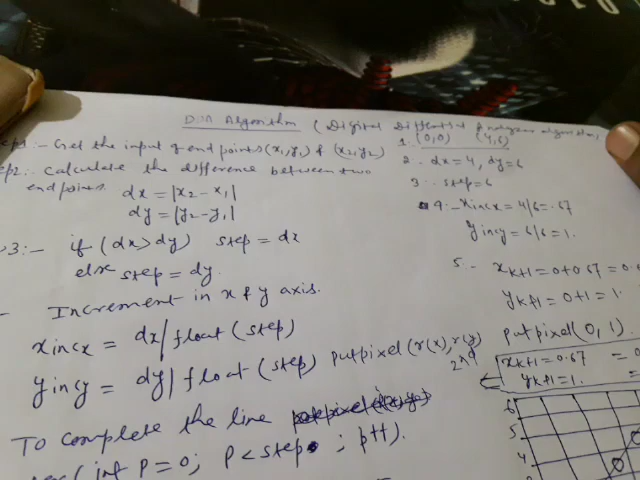 DDA Algorithm (Digital Differential Analyzer algorithm)
:- Get the input of end points (x1,y1) & (x2,y2)
:- Calculate the difference between two
end points.
dx = |x2 - x1|
dy = |y2 - y1|
3:- if (dx > dy) step = dx
else step = dy
- Increment in x & y axis.
xincx = dx/float(step)
yincy = dy/float(step) putpixel(r(x), r(y)
To complete the line
(int P=0; P<step; p++).
1. (0,0) (4,6)
2. dx = 4, dy = 6
3. step = 6
4:- xincx = 4/6 = .67
yincy = 6/6 = 1.
5.- xk+1 = 0+0.67 = 0.
yk+1 = 0+1 = 1.
putpixel(0, 1)
xk+1 = 0.67 =
yk+1 = 1. =
6
5
4